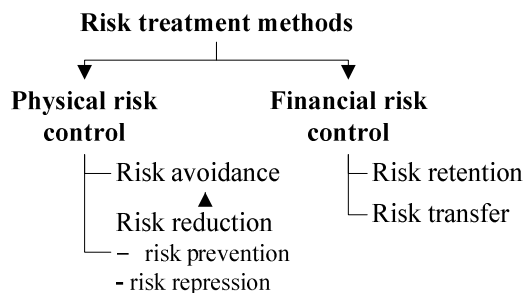 Risk treatment methods
Physical risk
control
Financial risk
control
Risk avoidance
Risk reduction
– risk prevention
- risk repression
Risk retention
Risk transfer